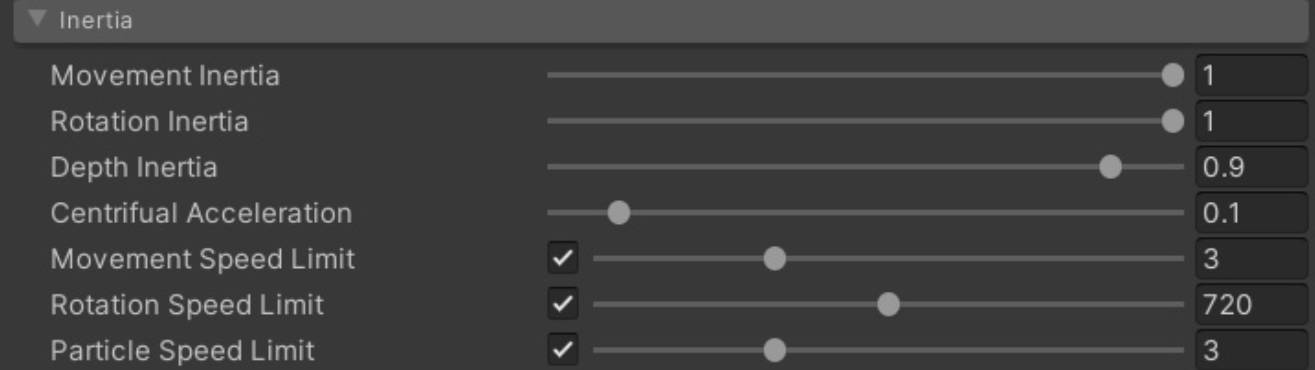 Inertia
Movement Inertia 1
Rotation Inertia 1
Depth Inertia 0.9
Centrifual Acceleration 0.1
Movement Speed Limit 3
Rotation Speed Limit 720
Particle Speed Limit 3